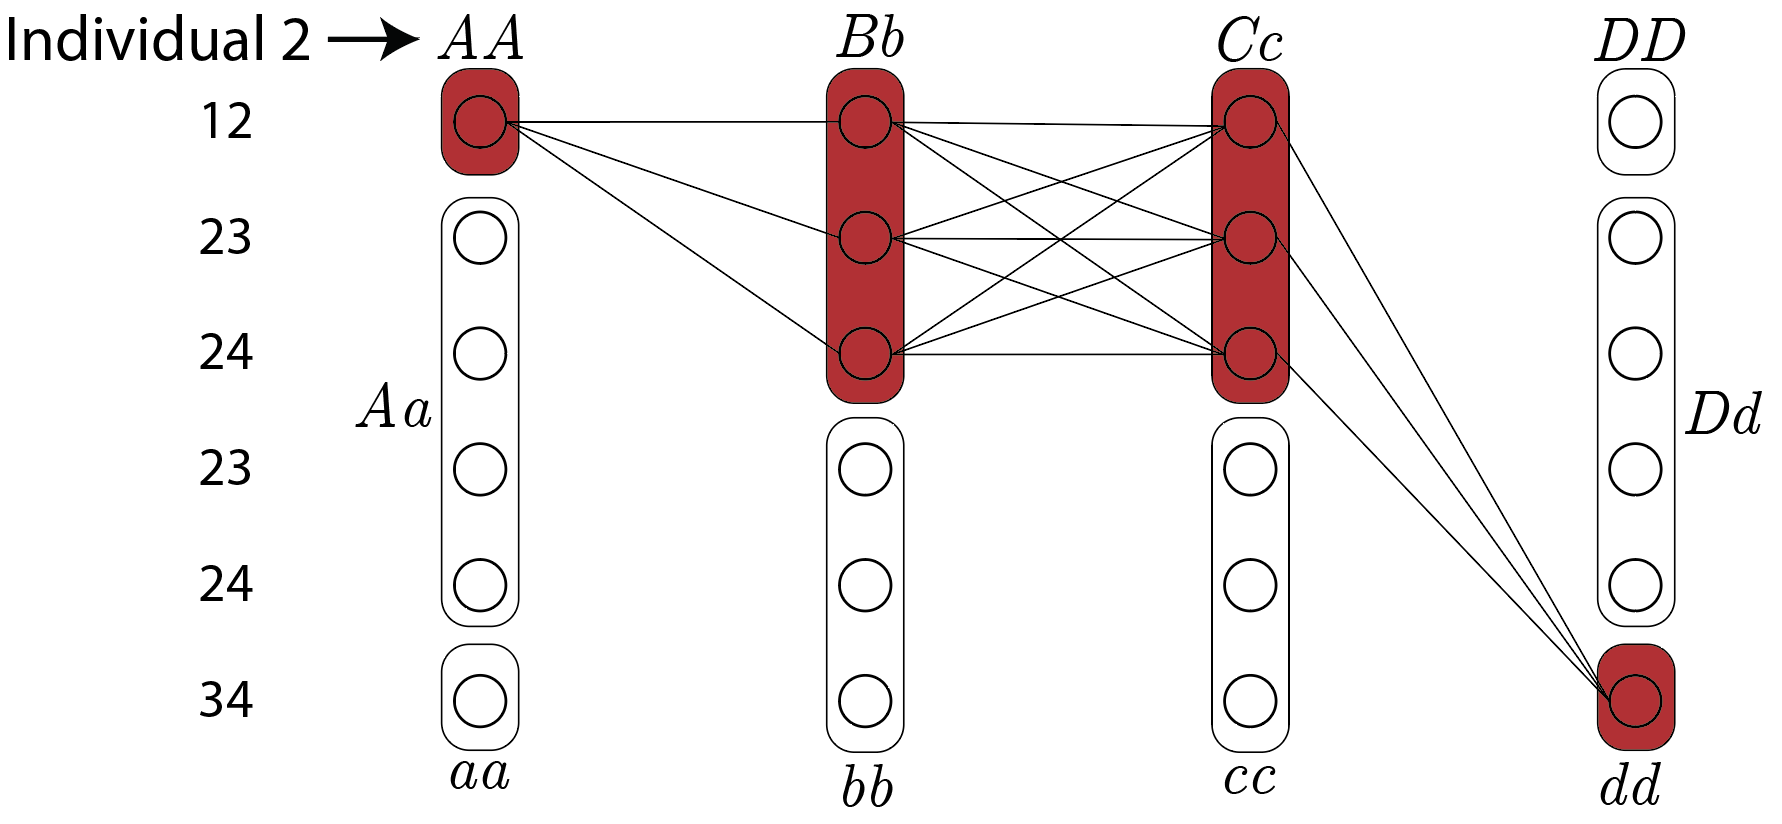 Individual 2 AA Bb Cc DD
12
23
24
Aa Dd
23
24
34
aa bb cc dd